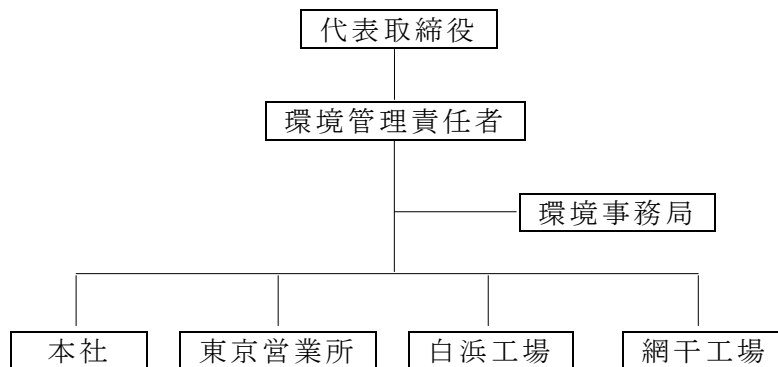 代表取締役
環境管理責任者
環境事務局
本社
東京営業所
白浜工場
網干工場